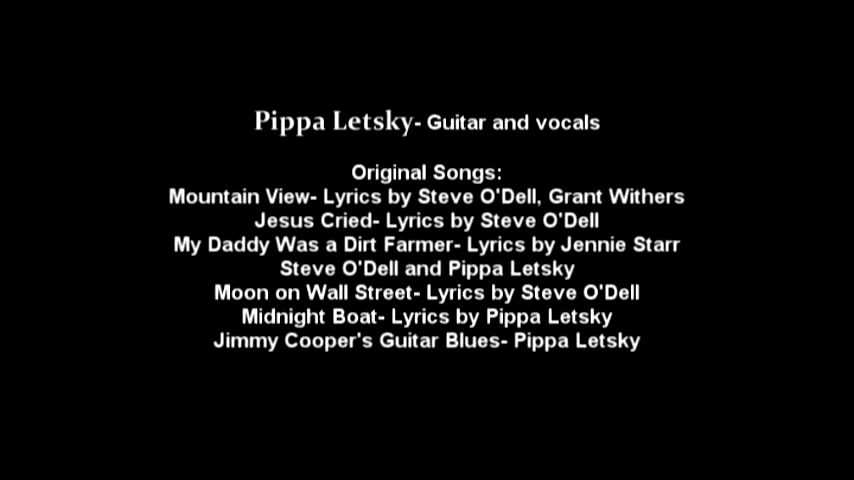 Pippa Letsky- Guitar and vocals
Original Songs:
Mountain View- Lyrics by Steve O'Dell, Grant Withers
Jesus Cried- Lyrics by Steve O'Dell
My Daddy Was a Dirt Farmer- Lyrics by Jennie Starr
Steve O'Dell and Pippa Letsky
Moon on Wall Street- Lyrics by Steve O'Dell
Midnight Boat- Lyrics by Pippa Letsky
Jimmy Cooper's Guitar Blues- Pippa Letsky